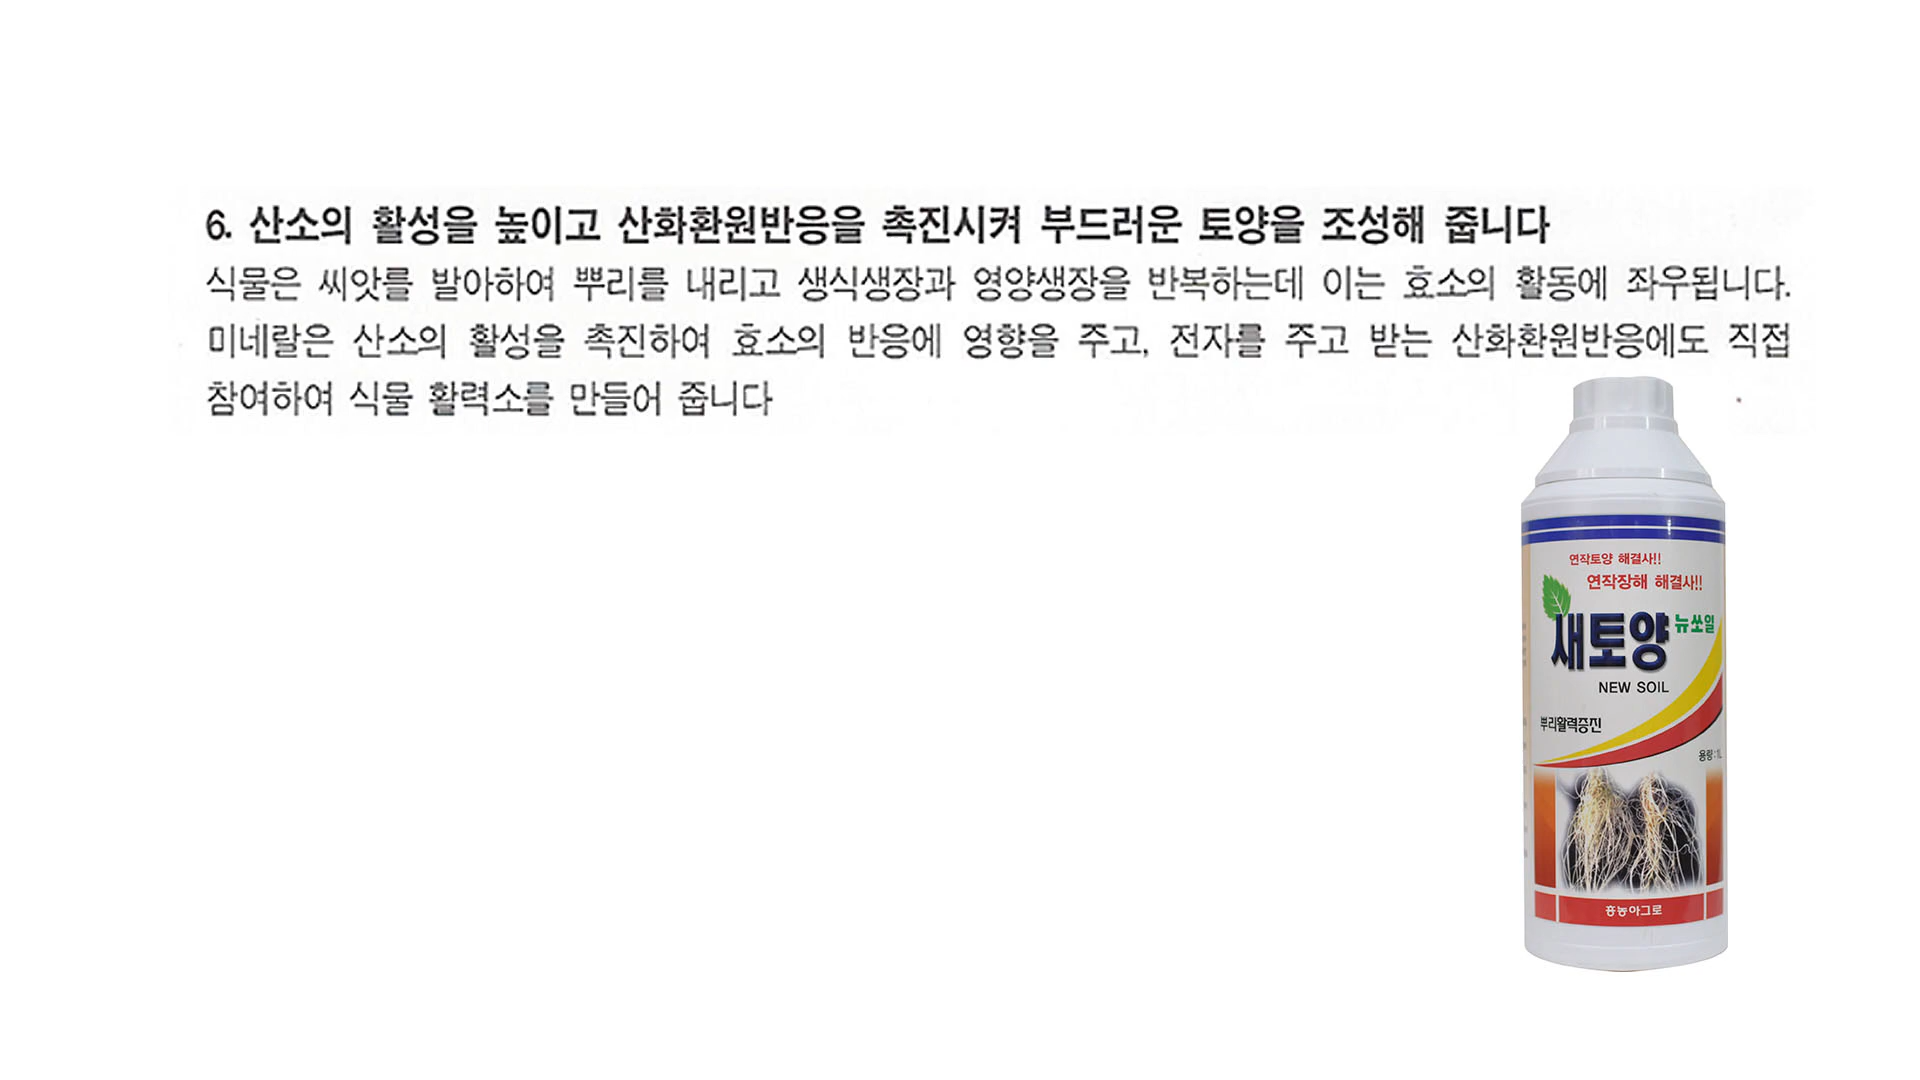 6. 산소의 활성을 높이고 산화환원반응을 촉진시켜 부드러운 토양을 조성해 줍니다
식물은 씨앗를 발아하여 뿌리를 내리고 생식생장과 영양생장을 반복하는데 이는 효소의 활동에 좌우됩니다.
미네랄은 산소의 활성을 촉진하여 효소의 반응에 영향을 주고, 전자를 주고 받는 산화환원반응에도 직접
참여하여 식물 활력소를 만들어 줍니다
연작토양 해결사!!
연작장해 해결사!!
새토양 뉴쏘일
NEW SOIL
뿌리활력증진
용량 : 1L
흥농아그로